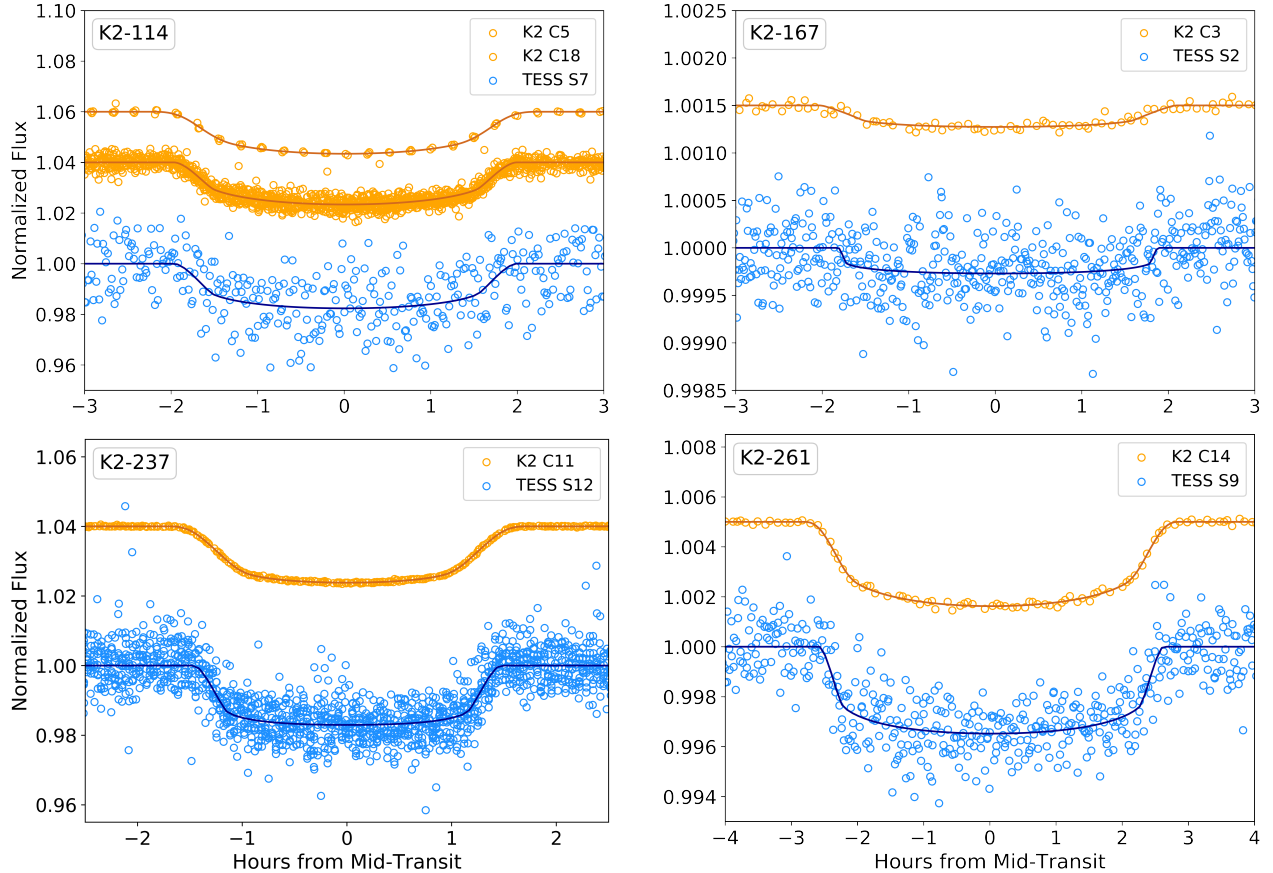 K2-114
K2 C5
K2 C18
TESS S7
Normalized Flux
1.10
1.08
1.06
1.04
1.02
1.00
0.98
0.96
−3 −2 −1 0 1 2 3
K2-167
K2 C3
TESS S2
1.0025
1.0020
1.0015
1.0010
1.0005
1.0000
0.9995
0.9990
0.9985
−3 −2 −1 0 1 2 3
K2-237
K2 C11
TESS S12
Normalized Flux
1.06
1.04
1.02
1.00
0.98
0.96
−2 −1 0 1 2
Hours from Mid-Transit
K2-261
K2 C14
TESS S9
1.008
1.006
1.004
1.002
1.000
0.998
0.996
0.994
−4 −3 −2 −1 0 1 2 3 4
Hours from Mid-Transit